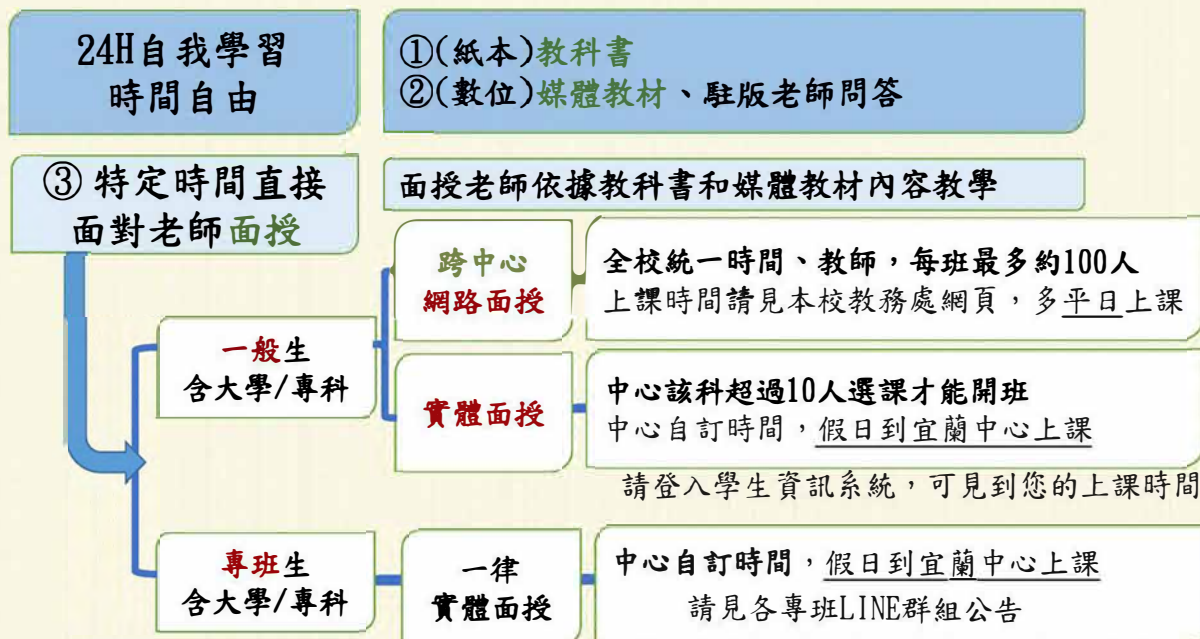 24H自我學習
時間自由
①(紙本)教科書
②(數位)媒體教材、駐版老師問答
③ 特定時間直接
面對老師面授
面授老師依據教科書和媒體教材內容教學
跨中心
網路面授
全校統一時間、教師，每班最多約100人
上課時間請見本校教務處網頁，多平日上課
一般生
含大學/專科
實體面授
中心該科超過10人選課才能開班
中心自訂時間，假日到宜蘭中心上課
請登入學生資訊系統，可見到您的上課時間
專班生
含大學/專科
一律
實體面授
中心自訂時間，假日到宜蘭中心上課
請見各專班LINE群組公告